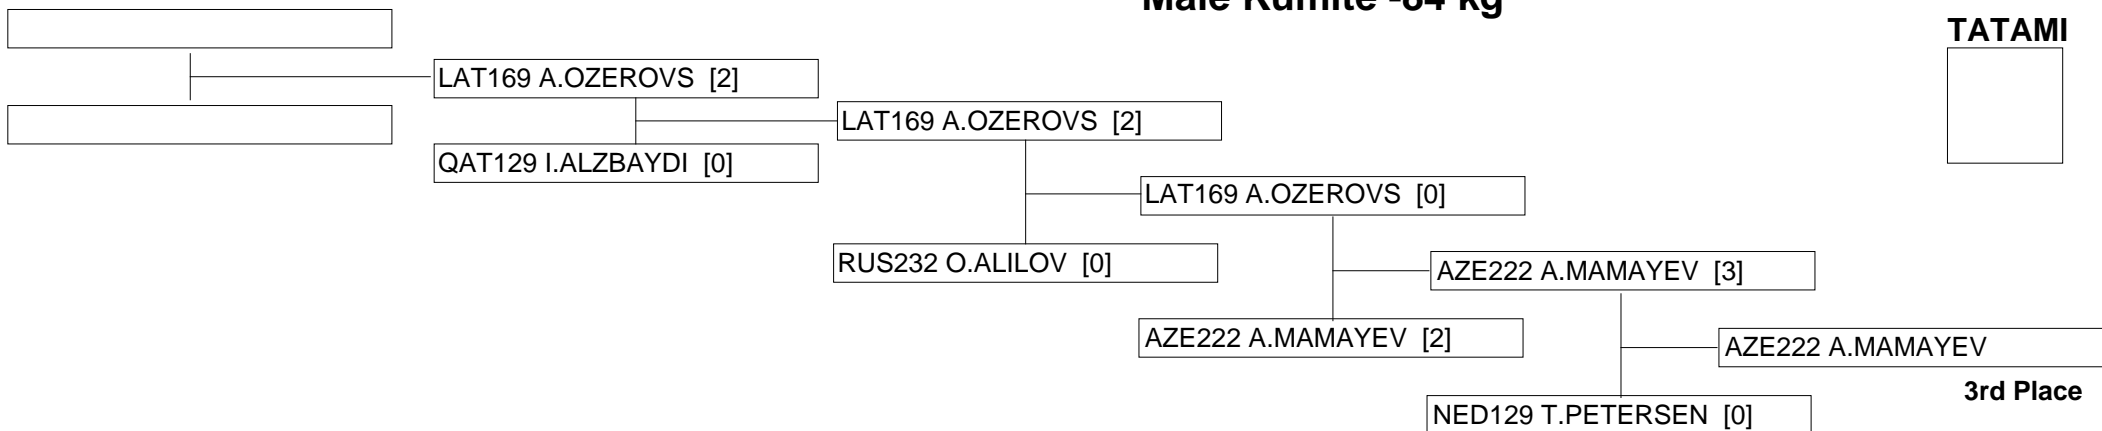 Male Kumite -84 kg
TATAMI
LAT169 A.OZEROVS [2]
LAT169 A.OZEROVS [2]
QAT129 I.ALZBAYDI [0]
LAT169 A.OZEROVS [0]
RUS232 O.ALILOV [0]
AZE222 A.MAMAYEV [3]
AZE222 A.MAMAYEV [2]
AZE222 A.MAMAYEV
3rd Place
NED129 T.PETERSEN [0]